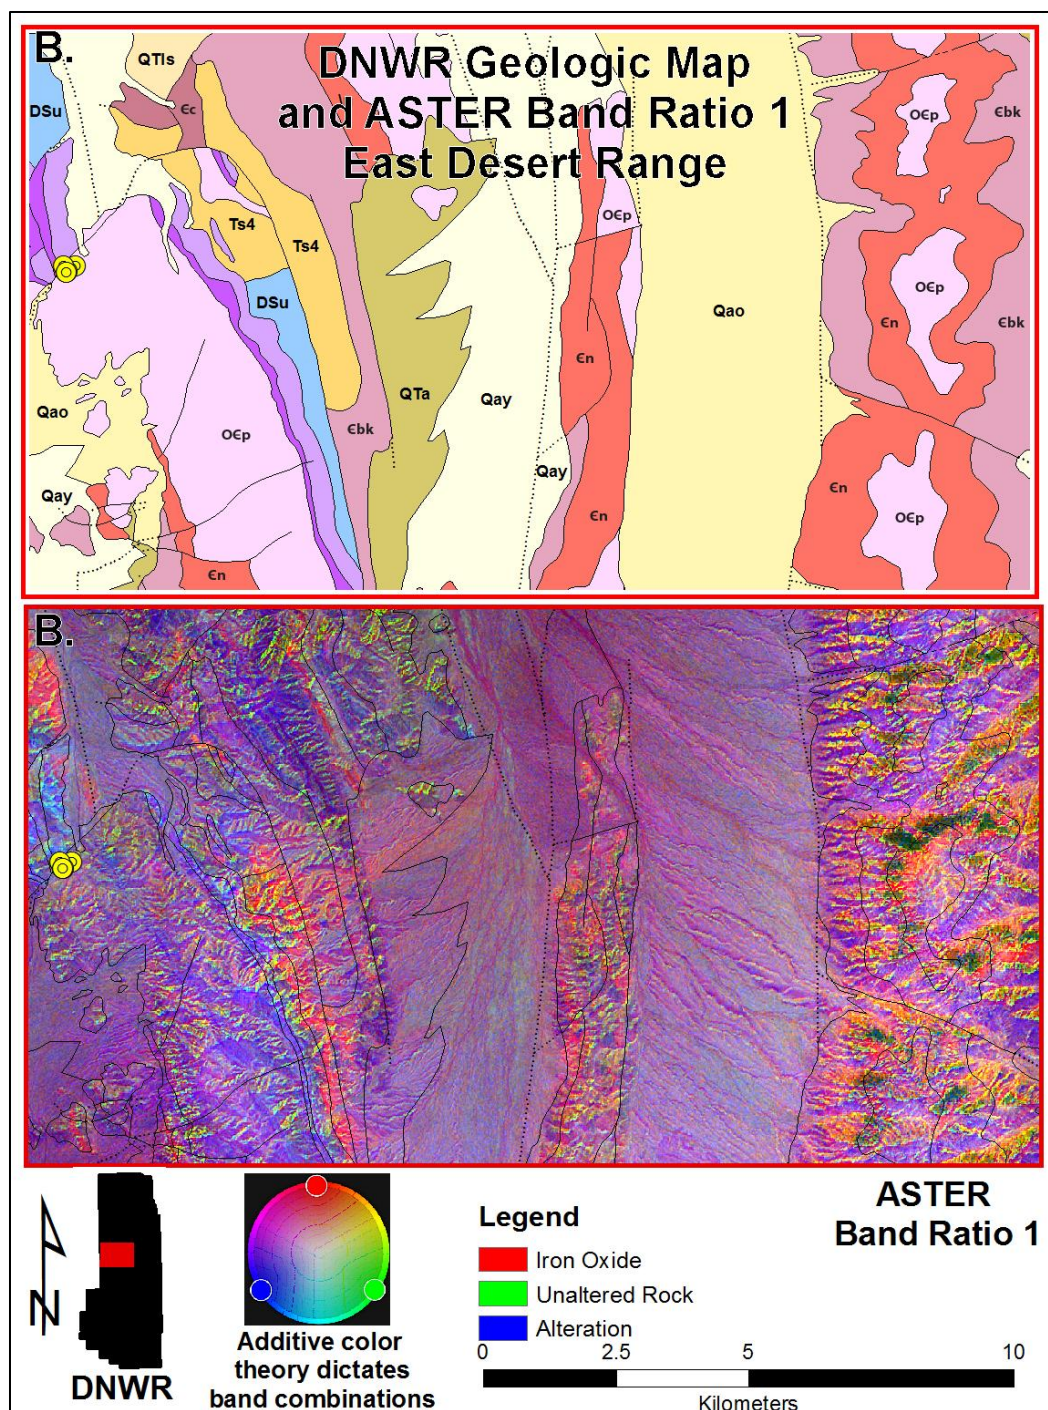 B.
DNWR Geologic Map
and ASTER Band Ratio 1
East Desert Range
QTls
DSu
Єc
OЄp
Єbk
Ts4
Ts4
OЄp
DSu
Qao
OЄp
Єn
Єbk
Єn
QTa
Qay
Qao
OЄp
Єbk
Qay
Qay
Єn
Єn
OЄp
Єn
B.
ASTER
Band Ratio 1
Legend
Iron Oxide
Unaltered Rock
Alteration
N
DNWR
Additive color
theory dictates
band combinations
0 2.5 5 10
Kilometers